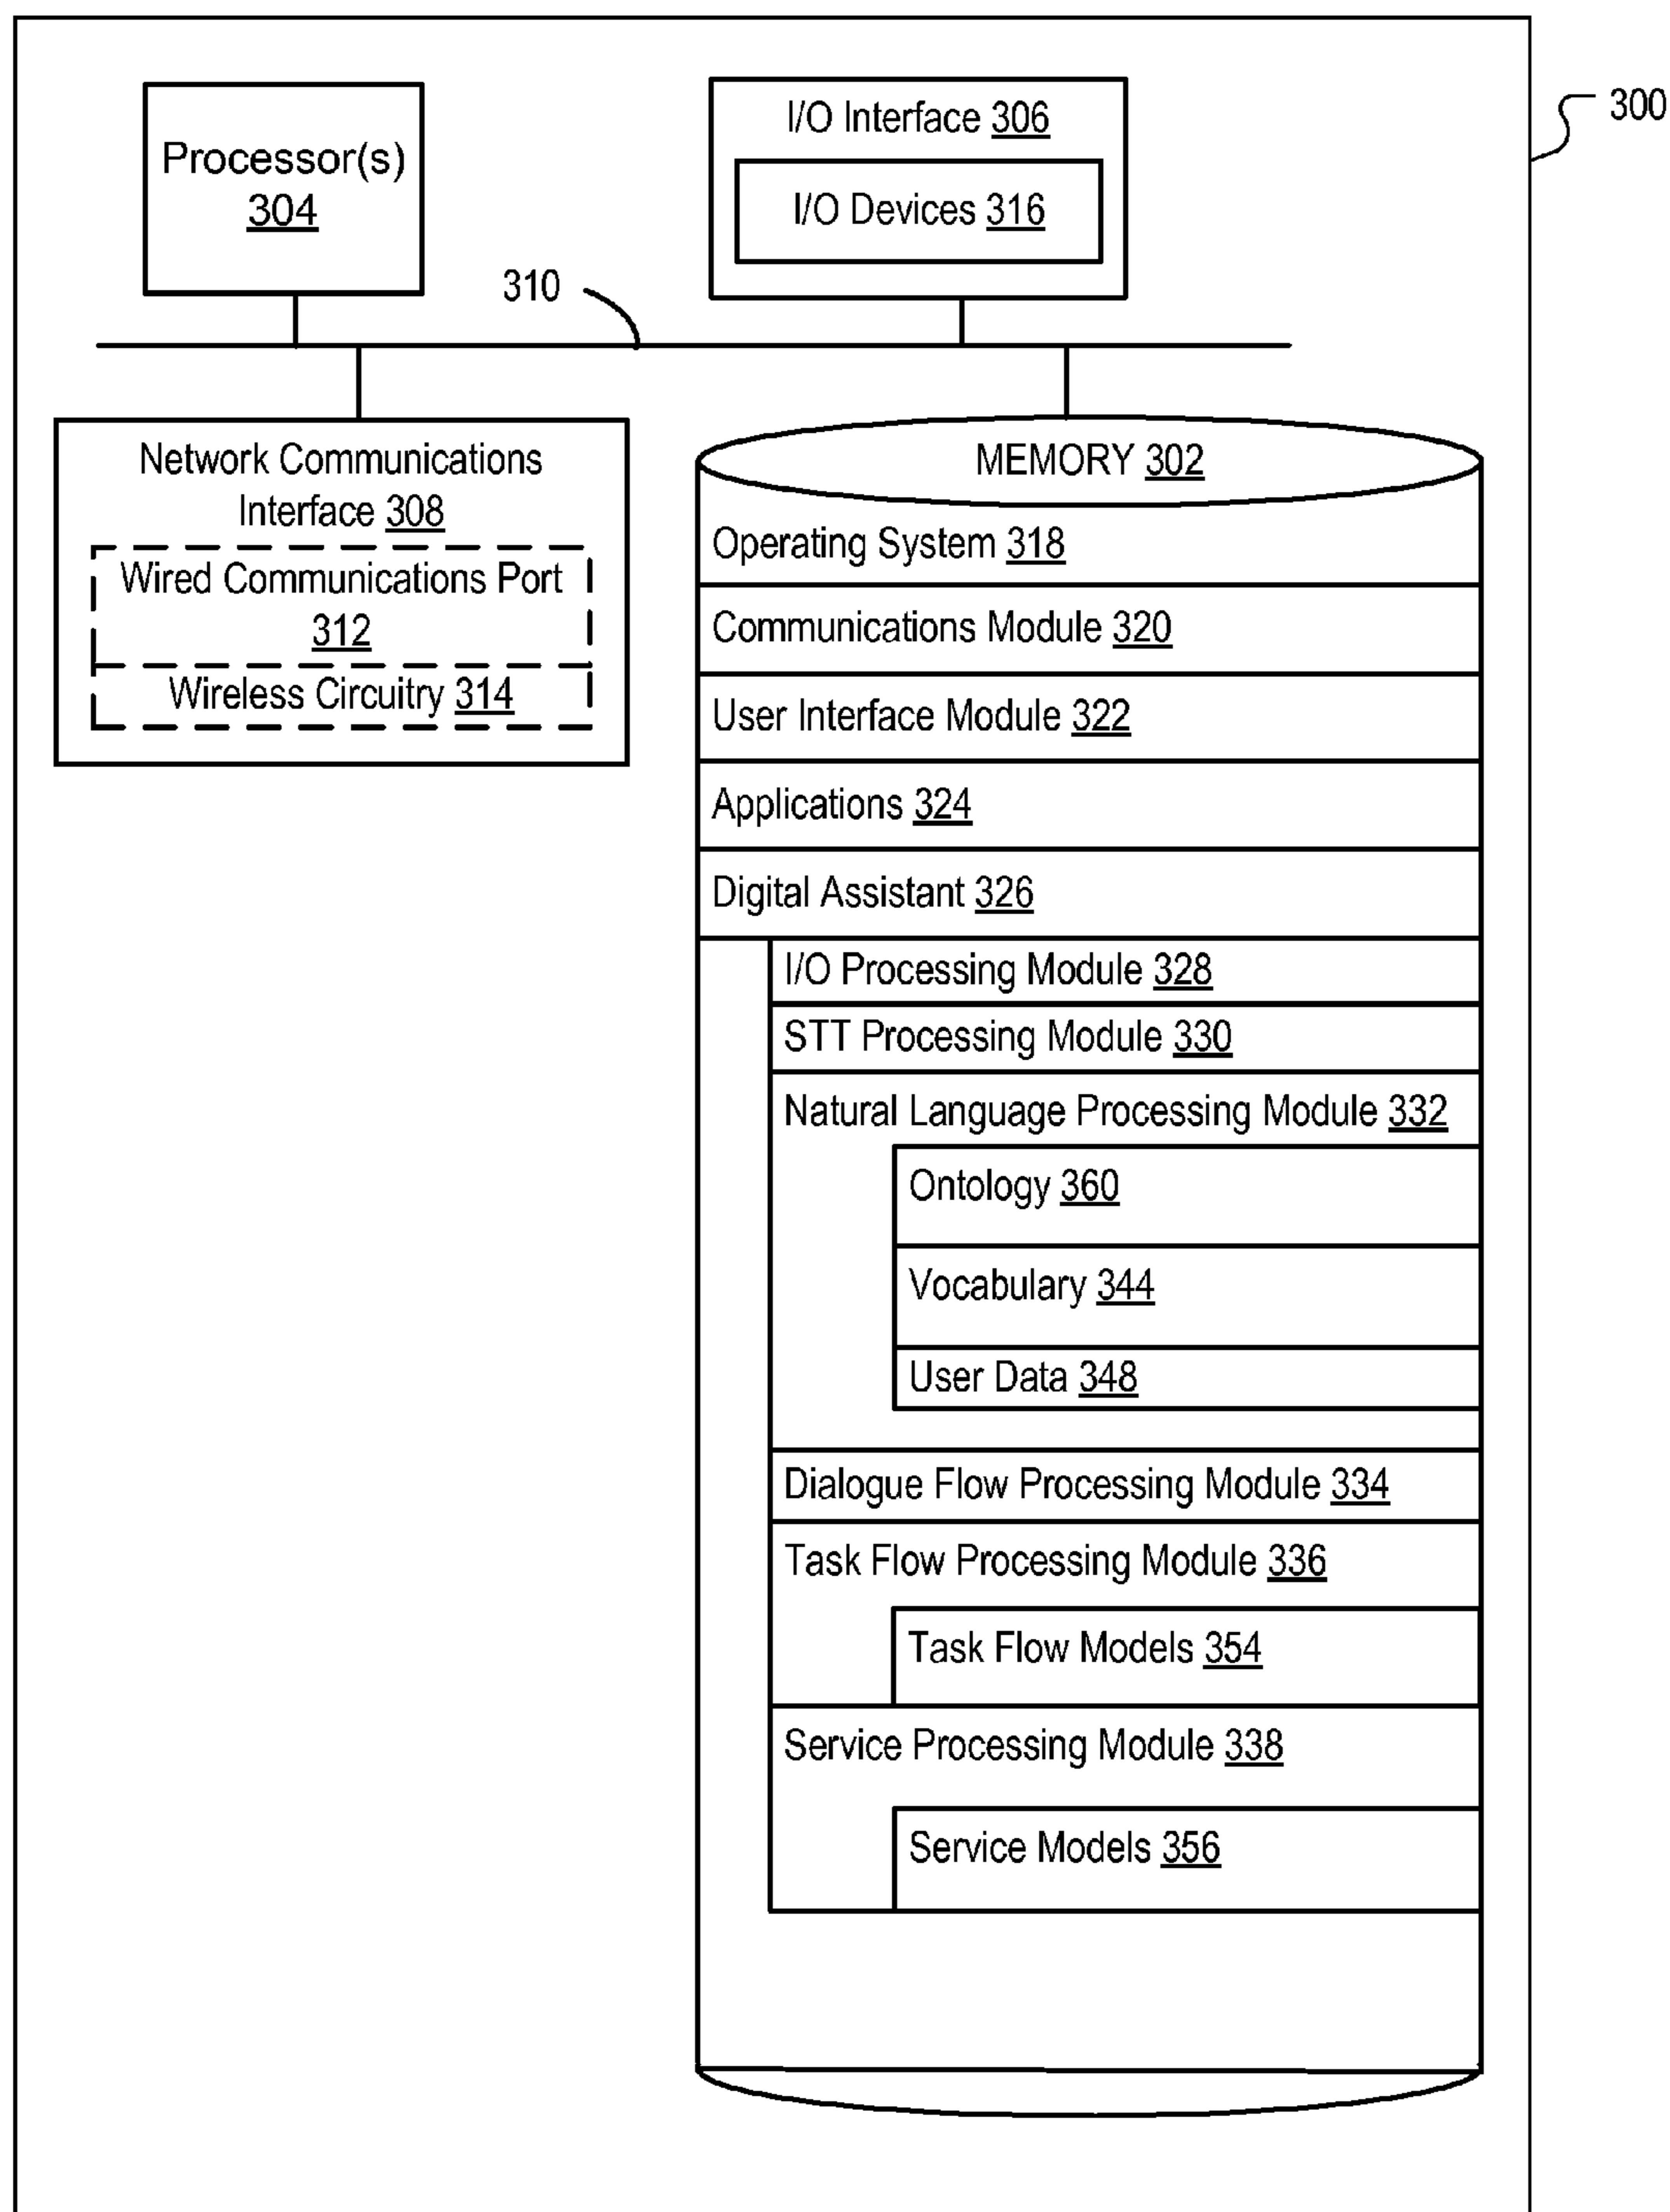 300
Processor(s)
304
I/O Interface 306
I/O Devices 316
310
Network Communications
Interface 308
Wired Communications Port
312
Wireless Circuitry 314
MEMORY 302
Operating System 318
Communications Module 320
User Interface Module 322
Applications 324
Digital Assistant 326
I/O Processing Module 328
STT Processing Module 330
Natural Language Processing Module 332
Ontology 360
Vocabulary 344
User Data 348
Dialogue Flow Processing Module 334
Task Flow Processing Module 336
Task Flow Models 354
Service Processing Module 338
Service Models 356